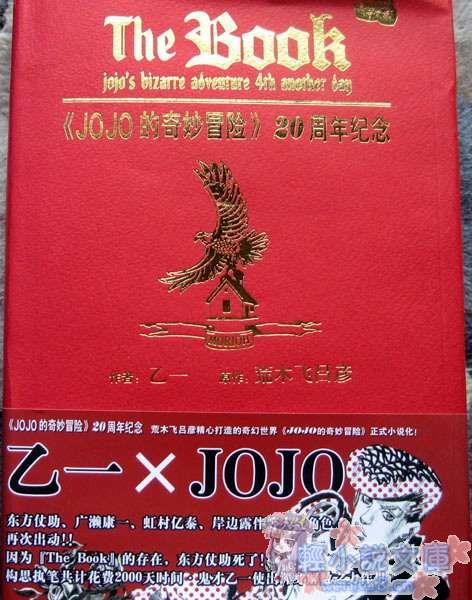 The Book
jojo's bizarre adventure 4th another day
《JOJO的奇妙冒险》20周年纪念
MORIOH
作者：乙一 原作：荒木飞吕彦
《JOJO的奇妙冒险》20周年纪念 荒木飞吕彦精心打造的奇幻世界《JOJO的奇妙冒险》正式小说化！
乙一×JOJO
东方仗助、广濑康一、虹村亿泰、岸边露伴 角色
再次出动!!
因为『The Book』的存在，东方仗助死了!
构思执笔共计花费2000天时间·鬼才乙一使出
輕小說文庫